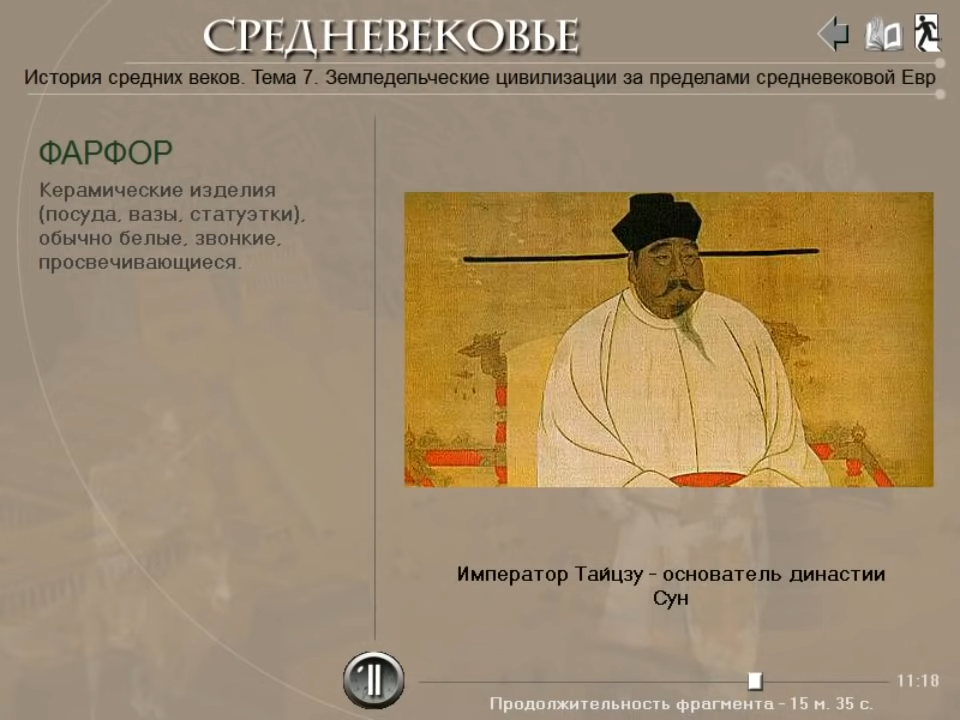 СРЕДНЕВЕКОВЬЕ
История средних веков. Тема 7. Земледельческие цивилизации за пределами средневековой Евр
ФАРФОР
Керамические изделия
(посуда, вазы, статуэтки),
обычно белые, звонкие,
просвечивающиеся.
Император Тайцзу - основатель династии
Сун
11:18
Продолжительность фрагмента - 15 м. 35 с.